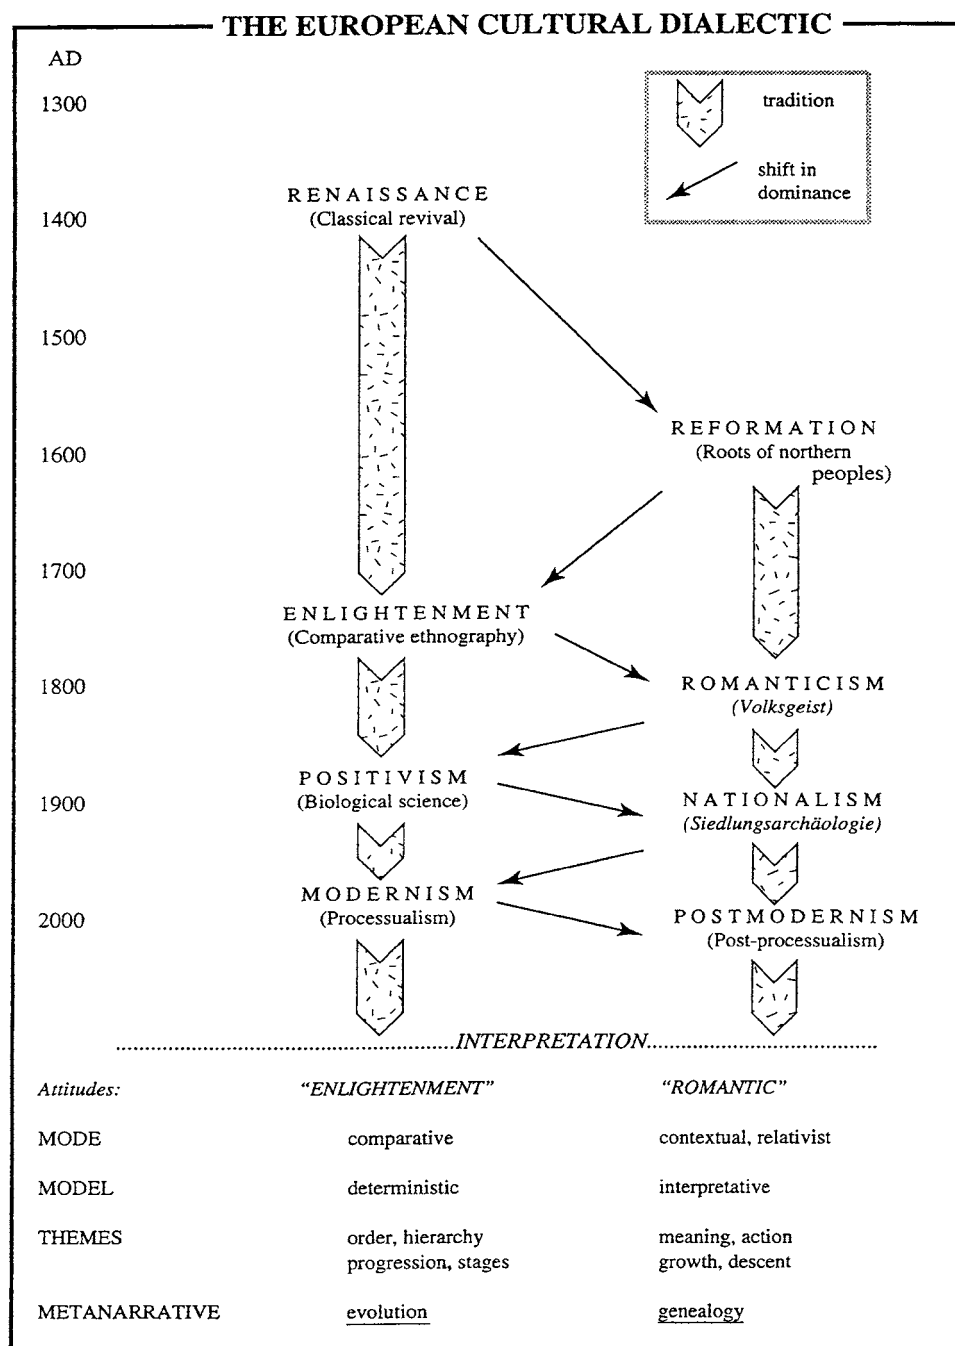 THE EUROPEAN CULTURAL DIALECTIC
AD
1300
tradition
shift in
dominance
RENAISSANCE
1400
(Classical revival)
1500
REFORMATION
1600
(Roots of northern
peoples)
1700
ENLIGHTENMENT
(Comparative ethnography)
1800
ROMANTICISM
(Volksgeist)
POSITIVISM
1900
(Biological science)
NATIONALISM
(Siedlungsarchäologie)
MODERNISM
2000
(Processualism)
POSTMODERNISM
(Post-processualism)
INTERPRETATION
Attitudes: "ENLIGHTENMENT" "ROMANTIC"
MODE comparative contextual, relativist
MODEL deterministic interpretative
THEMES order, hierarchy meaning, action
progression, stages growth, descent
METANARRATIVE evolution genealogy